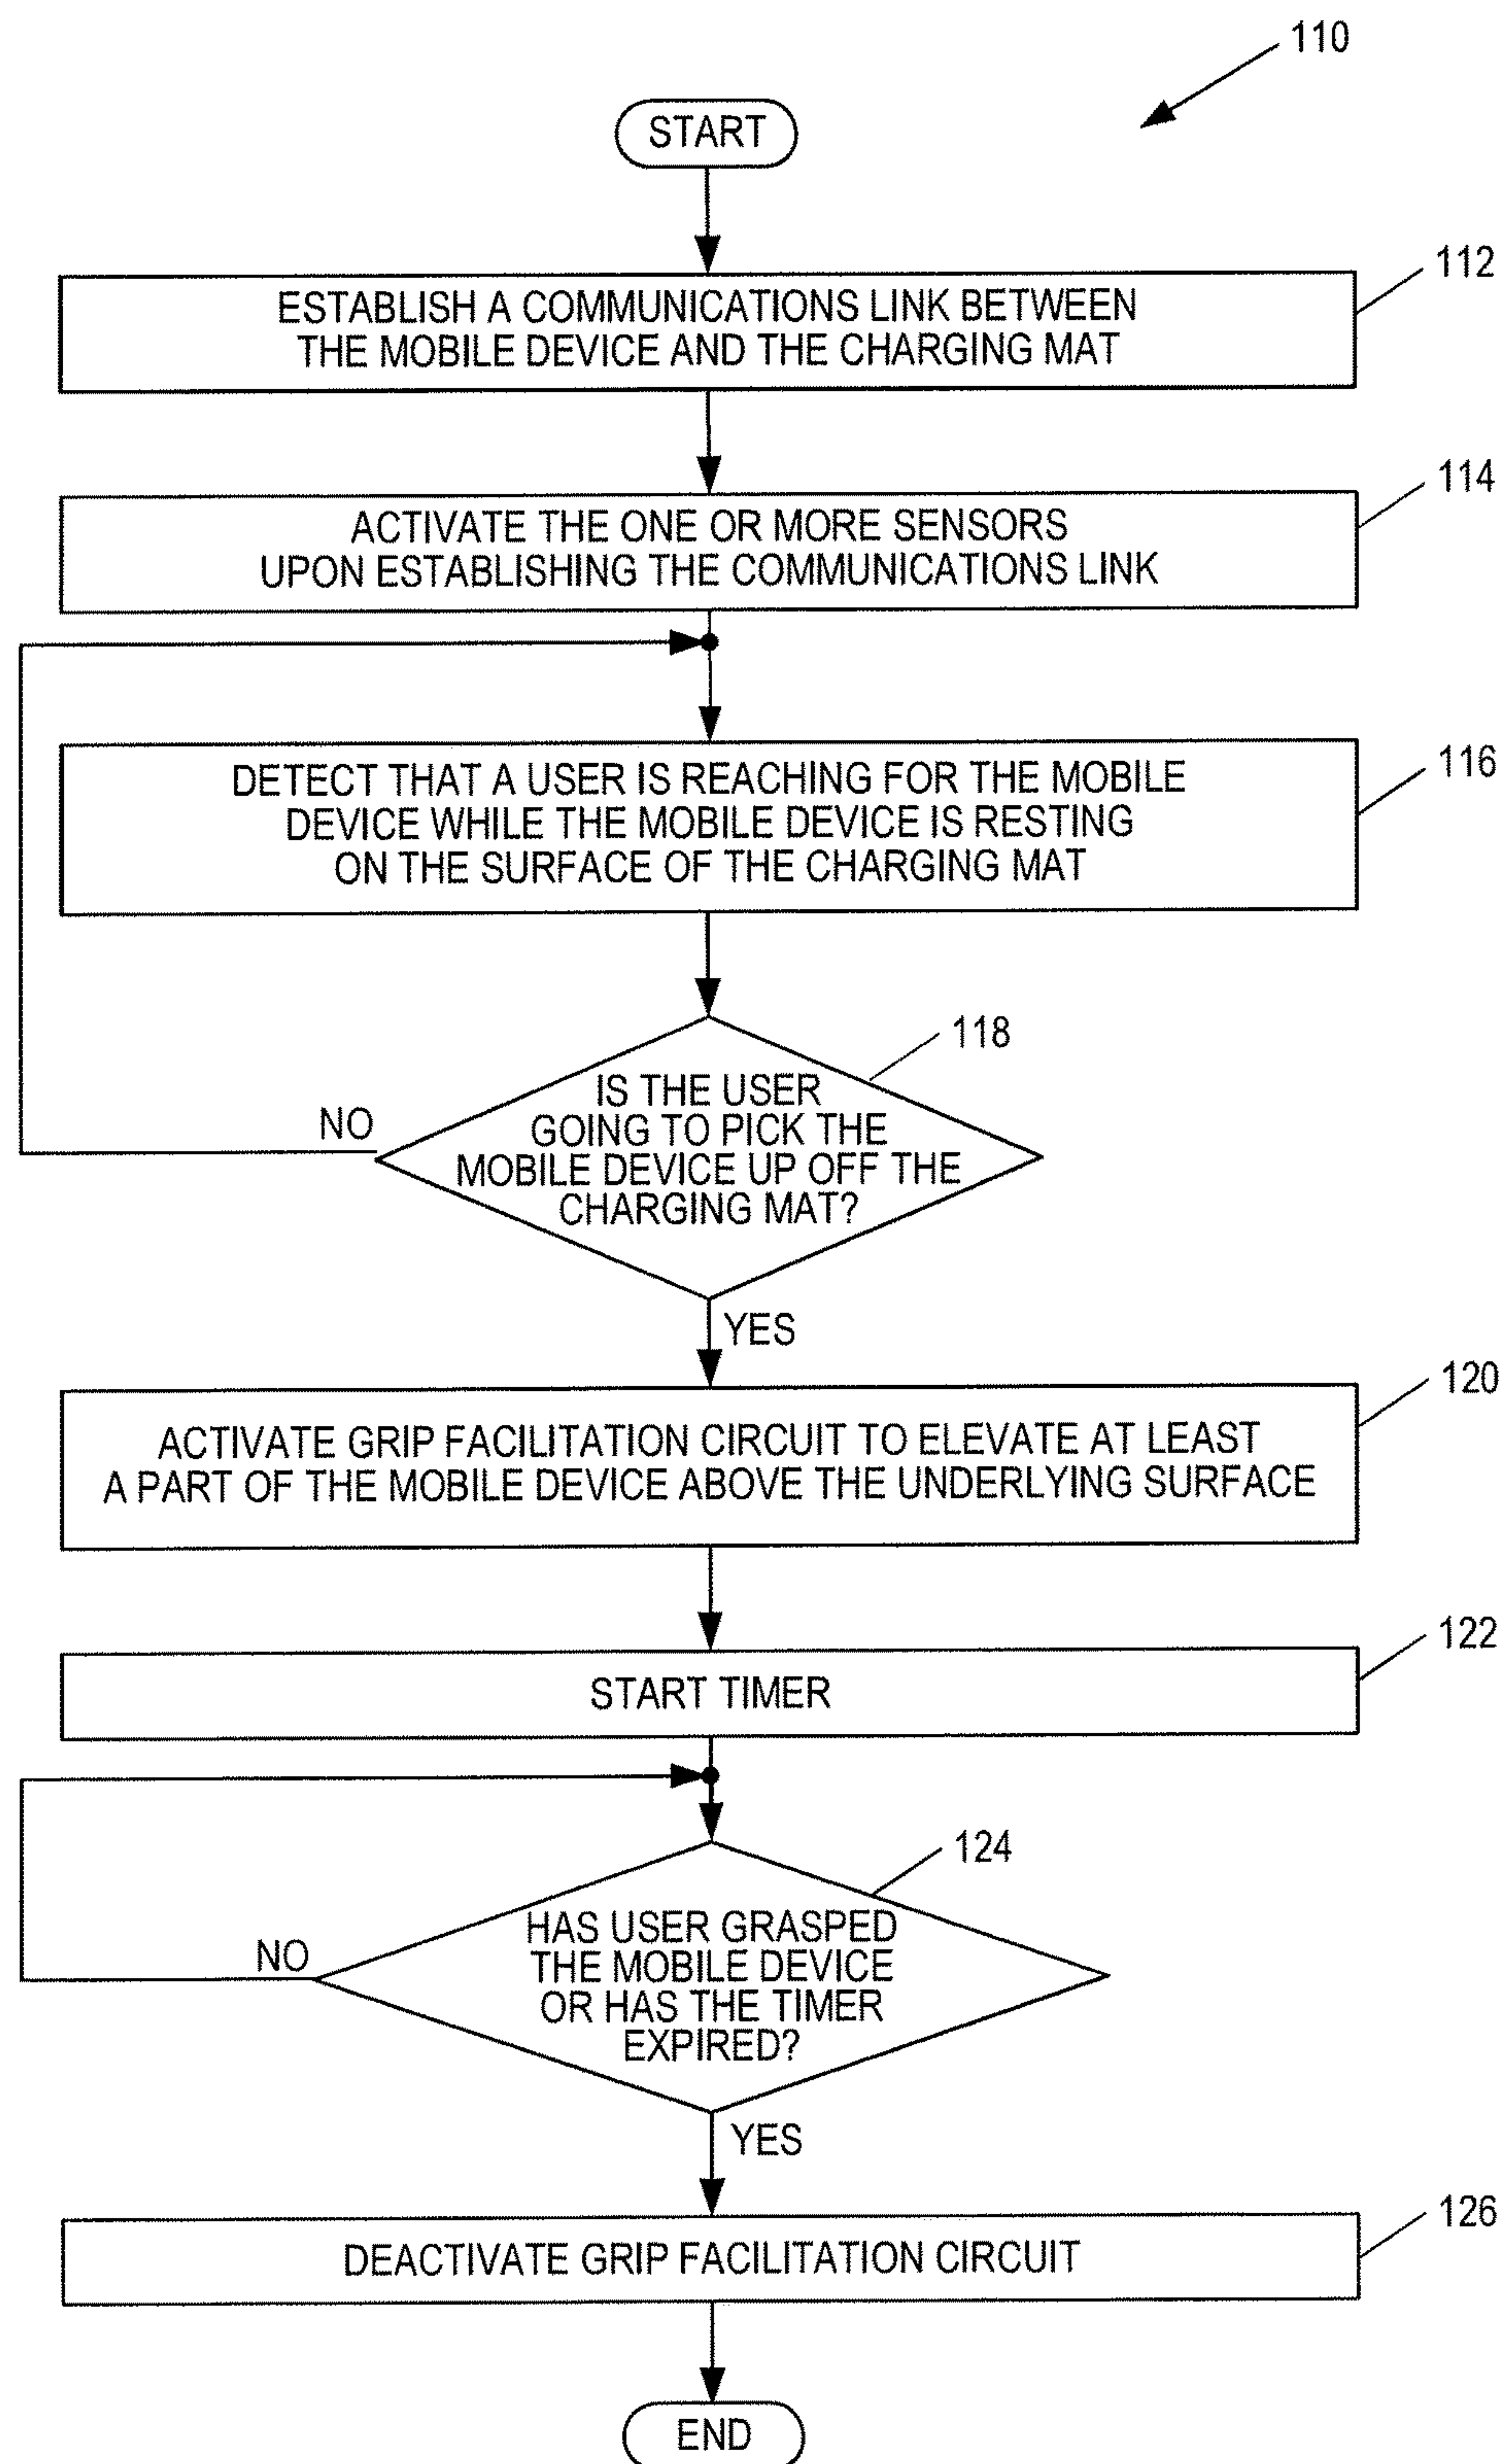 110
START
112
ESTABLISH A COMMUNICATIONS LINK BETWEEN
THE MOBILE DEVICE AND THE CHARGING MAT
114
ACTIVATE THE ONE OR MORE SENSORS
UPON ESTABLISHING THE COMMUNICATIONS LINK
116
DETECT THAT A USER IS REACHING FOR THE MOBILE
DEVICE WHILE THE MOBILE DEVICE IS RESTING
ON THE SURFACE OF THE CHARGING MAT
118
IS THE USER
GOING TO PICK THE
MOBILE DEVICE UP OFF THE
CHARGING MAT?
NO
YES
120
ACTIVATE GRIP FACILITATION CIRCUIT TO ELEVATE AT LEAST
A PART OF THE MOBILE DEVICE ABOVE THE UNDERLYING SURFACE
122
START TIMER
124
HAS USER GRASPED
THE MOBILE DEVICE
OR HAS THE TIMER
EXPIRED?
NO
YES
126
DEACTIVATE GRIP FACILITATION CIRCUIT
END